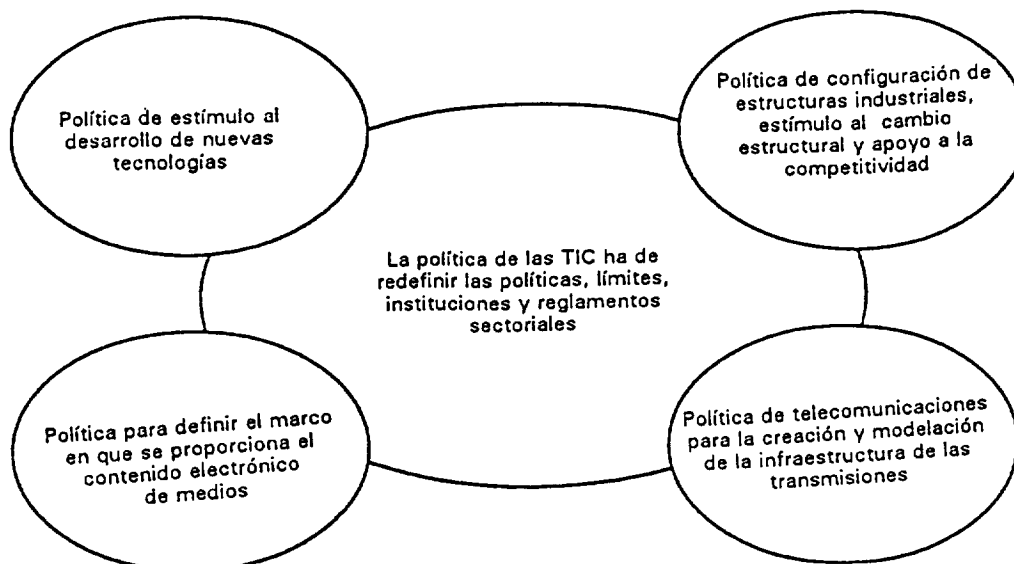 Política de estímulo al
desarrollo de nuevas
tecnologías
Política de configuración de
estructuras industriales,
estímulo al cambio
estructural y apoyo a la
competitividad
La política de las TIC ha de
redefinir las políticas, límites,
instituciones y reglamentos
sectoriales
Política para definir el marco
en que se proporciona el
contenido electrónico
de medios
Política de telecomunicaciones
para la creación y modelación
de la infraestructura de las
transmisiones